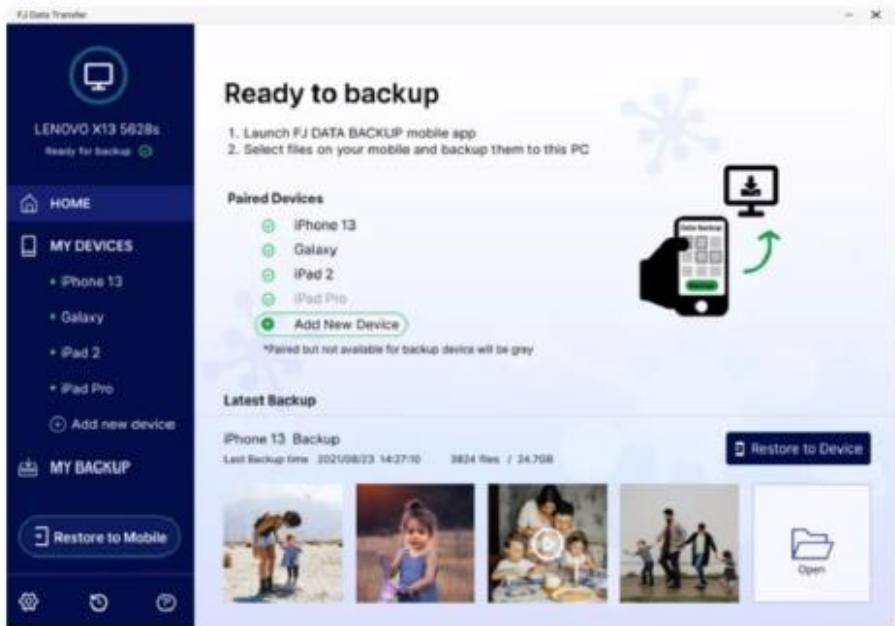 FJ Data Transfer
LENOVO X13 5628s
Ready for backup
HOME
MY DEVICES
iPhone 13
Galaxy
iPad 2
iPad Pro
Add new device
MY BACKUP
Restore to Mobile
Ready to backup
1. Launch FJ DATA BACKUP mobile app
2. Select files on your mobile and backup them to this PC
Paired Devices
iPhone 13
Galaxy
iPad 2
iPad Pro
Add New Device
*Paired but not available for backup device will be grey
Data Backup
Backup
Latest Backup
iPhone 13 Backup
Last Backup time 2021/08/23 14:27:10 3824 files / 24.7GB
Restore to Device
Open